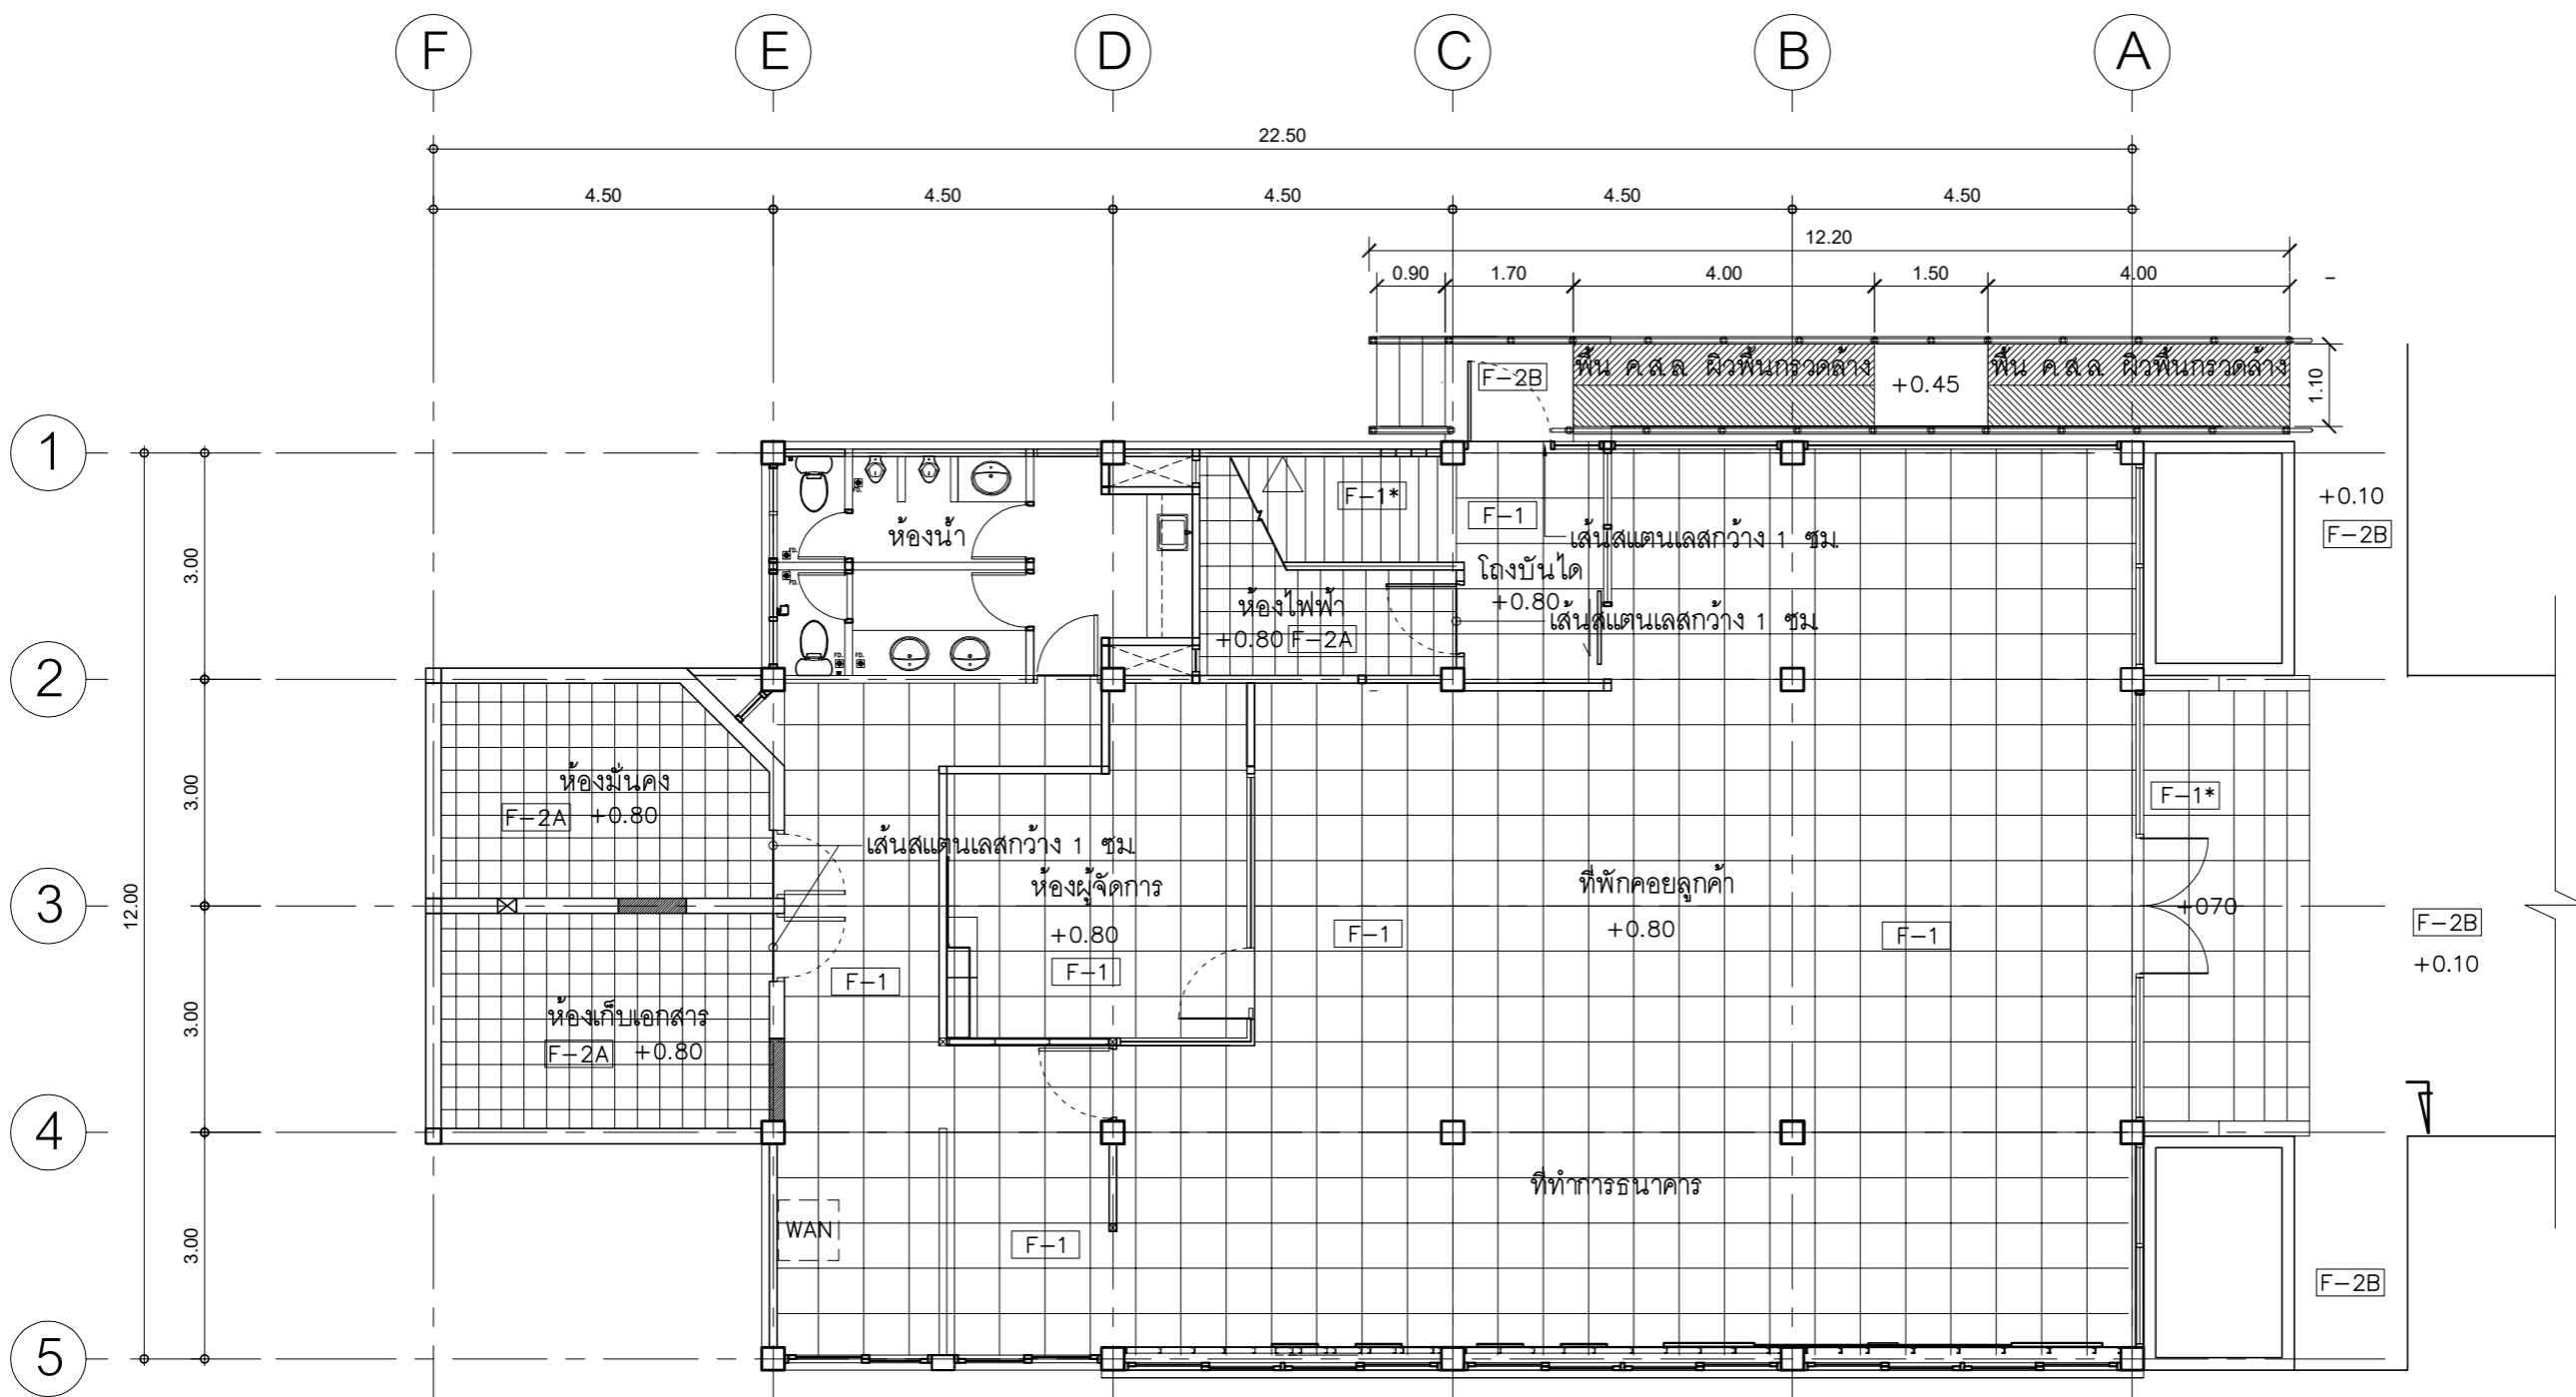 F E D C B A
22.50
4.50 4.50 4.50 4.50 4.50
12.20
0.90 1.70 4.00 1.50 4.00
F-2B
พื้น ค.ส.ล. ผิวพื้นกรวดล้าง
+0.45
พื้น ค.ส.ล. ผิวพื้นกรวดล้าง
1.10
1
F-1*
F-1
+0.10
F-2B
ห้องน้ำ
FD.
FD.
FD.
FD.
FD.
เส้นสแตนเลสกว้าง 1 ซม.
3.00
โถงบันได
+0.80
ห้องไฟฟ้า
+0.80 F-2A
เส้นสแตนเลสกว้าง 1 ซม.
2
ห้องมั่นคง
F-2A +0.80
3.00
F-1*
เส้นสแตนเลสกว้าง 1 ซม.
ห้องผู้จัดการ
ที่พักคอยลูกค้า
3
12.00
+070
+0.80
F-1
F-1
+0.80
F-1
F-1
F-2B
+0.10
3.00
ห้องเก็บเอกสาร
F-2A +0.80
4
ที่ทำการธนาคาร
3.00
WAN
F-1
F-2B
5